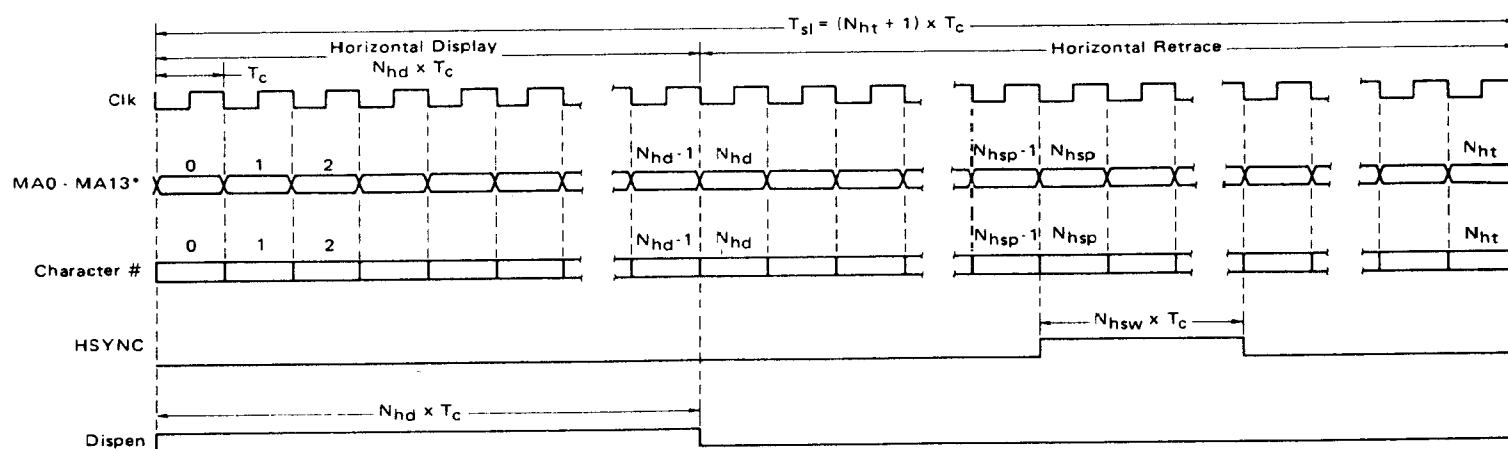 T_sl = (N_ht + 1) x T_c
Horizontal Display
Horizontal Retrace
T_c N_hd x T_c
Clk
0 1 2 N_hd - 1 N_hd N_hsp - 1 N_hsp N_ht
MA0 - MA13*
0 1 2 N_hd - 1 N_hd N_hsp - 1 N_hsp N_ht
Character #
N_hsw x T_c
HSYNC
N_hd x T_c
Dispen